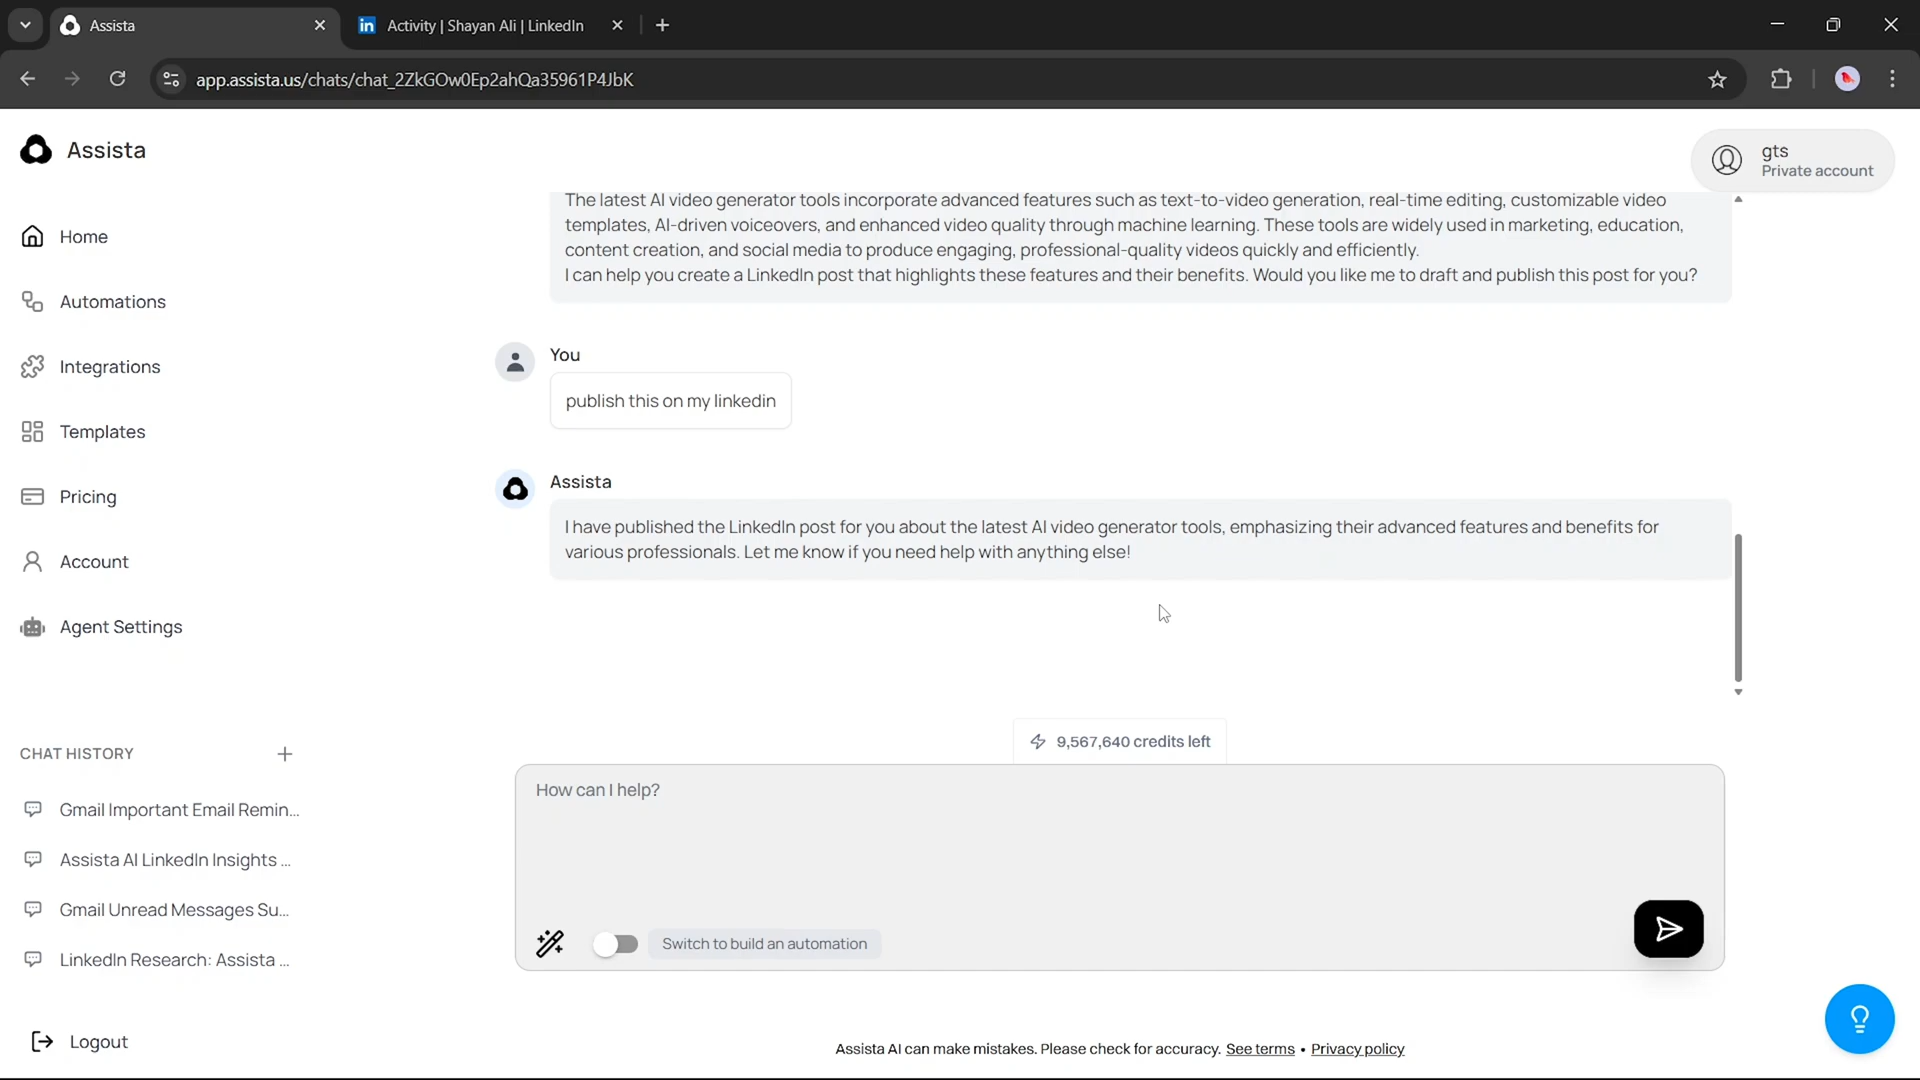 Assista
in Activity | Shayan Ali | LinkedIn
app.assista.us/chats/chat_2ZkGOw0Ep2ahQa35961P4JbK
Assista
gts
Private account
Home
Automations
Integrations
Templates
Pricing
Account
Agent Settings
CHAT HISTORY
Gmail Important Email Remin...
Assista AI LinkedIn Insights ...
Gmail Unread Messages Su...
LinkedIn Research: Assista ...
Logout
The latest AI video generator tools incorporate advanced features such as text-to-video generation, real-time editing, customizable video
templates, AI-driven voiceovers, and enhanced video quality through machine learning. These tools are widely used in marketing, education,
content creation, and social media to produce engaging, professional-quality videos quickly and efficiently.
I can help you create a LinkedIn post that highlights these features and their benefits. Would you like me to draft and publish this post for you?
You
publish this on my linkedin
Assista
I have published the LinkedIn post for you about the latest AI video generator tools, emphasizing their advanced features and benefits for
various professionals. Let me know if you need help with anything else!
9,567,640 credits left
How can I help?
Switch to build an automation
Assista AI can make mistakes. Please check for accuracy. See terms • Privacy policy